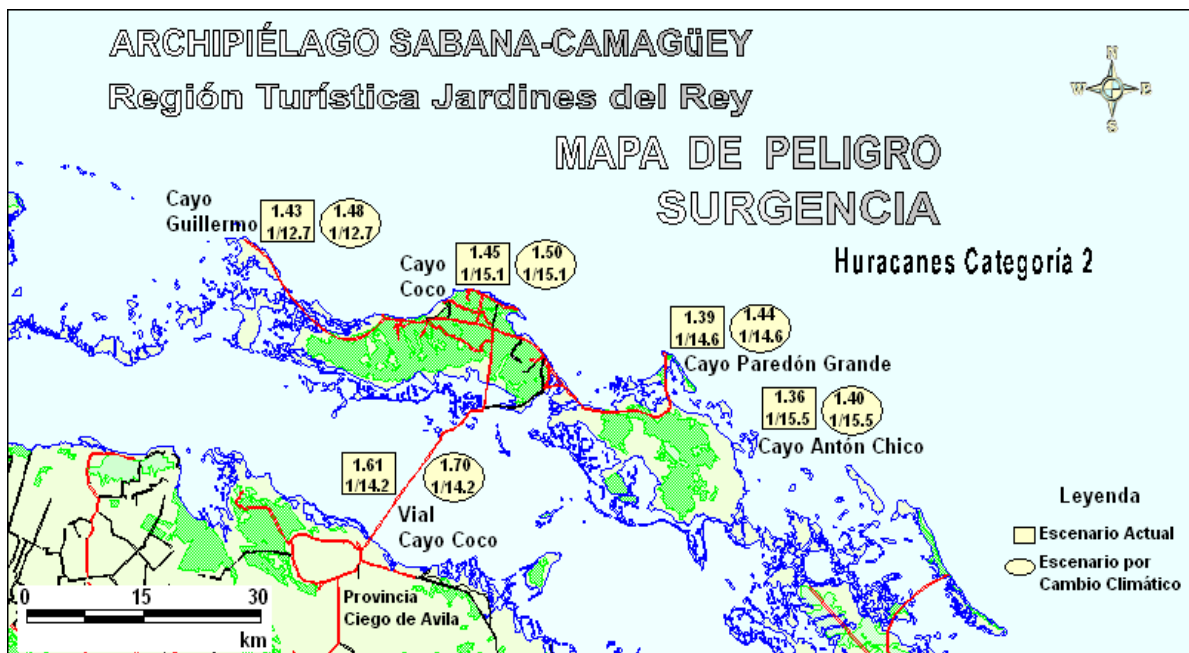 ARCHIPIÉLAGO SABANA-CAMAGüEY
Región Turística Jardines del Rey
MAPA DE PELIGRO
SURGENCIA
Huracanes Categoría 2
N
W E
S
Cayo
Guillermo
1.43
1/12.7
1.48
1/12.7
Cayo
Coco
1.45
1/15.1
1.50
1/15.1
1.39
1/14.6
1.44
1/14.6
Cayo Paredón Grande
1.36
1/15.5
1.40
1/15.5
Cayo Antón Chico
1.61
1/14.2
1.70
1/14.2
Vial
Cayo Coco
Leyenda
Escenario Actual
Escenario por
Cambio Climático
Provincia
Ciego de Avila
0 15 30
km